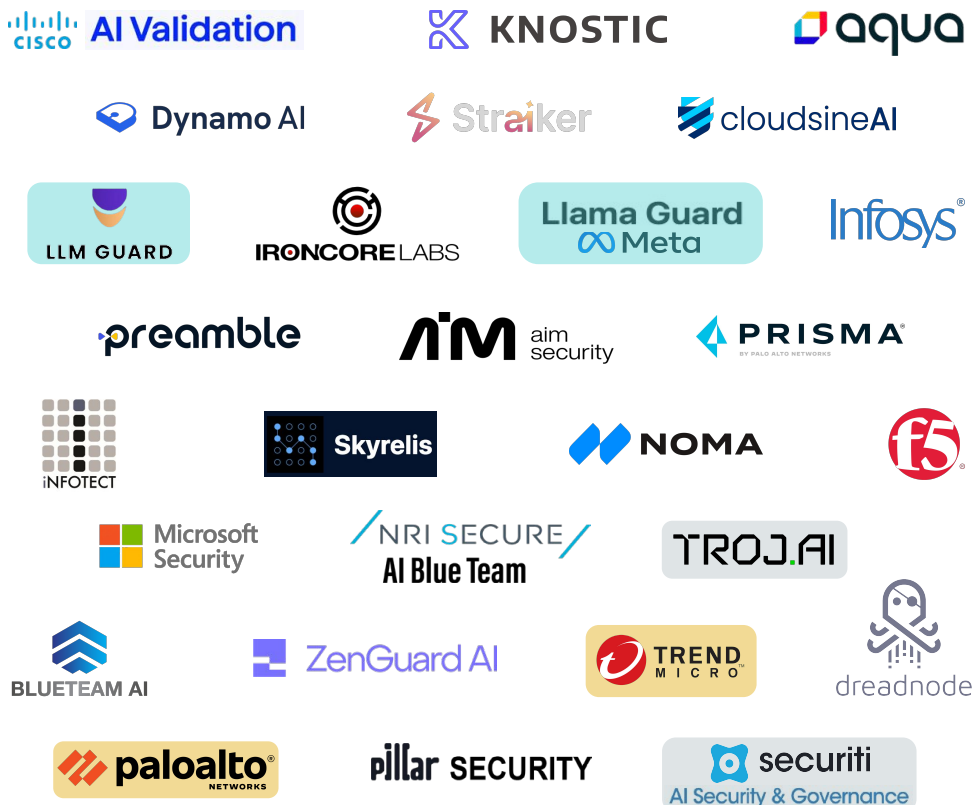 CISCO AI Validation
KNOSTIC
aqua
Dynamo AI
Straiker
cloudsineAI
LLM GUARD
IRONCORE LABS
Llama Guard
Meta
Infosys®
preamble
AIM aim
security
PRISMA®
BY PALO ALTO NETWORKS
iNFOTECT
Skyrelis
NOMA
f5®
Microsoft
Security
NRI SECURE
AI Blue Team
TROJ.AI
BLUETEAM AI
ZenGuard AI
TREND
MICRO™
dreadnode
paloalto®
NETWORKS
pillar SECURITY
securiti
AI Security & Governance